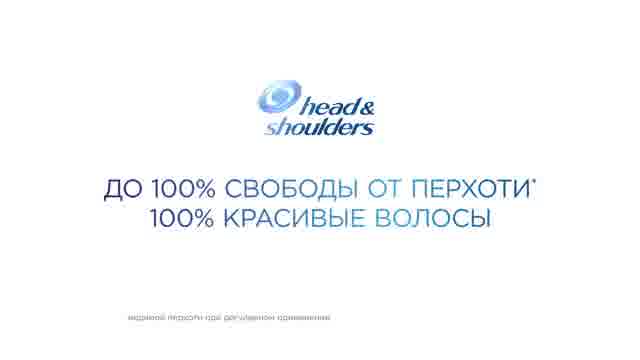 head&
shoulders
ДО 100% СВОБОДЫ ОТ ПЕРХОТИ*
100% КРАСИВЫЕ ВОЛОСЫ
видимой перхоти при регулярном применении